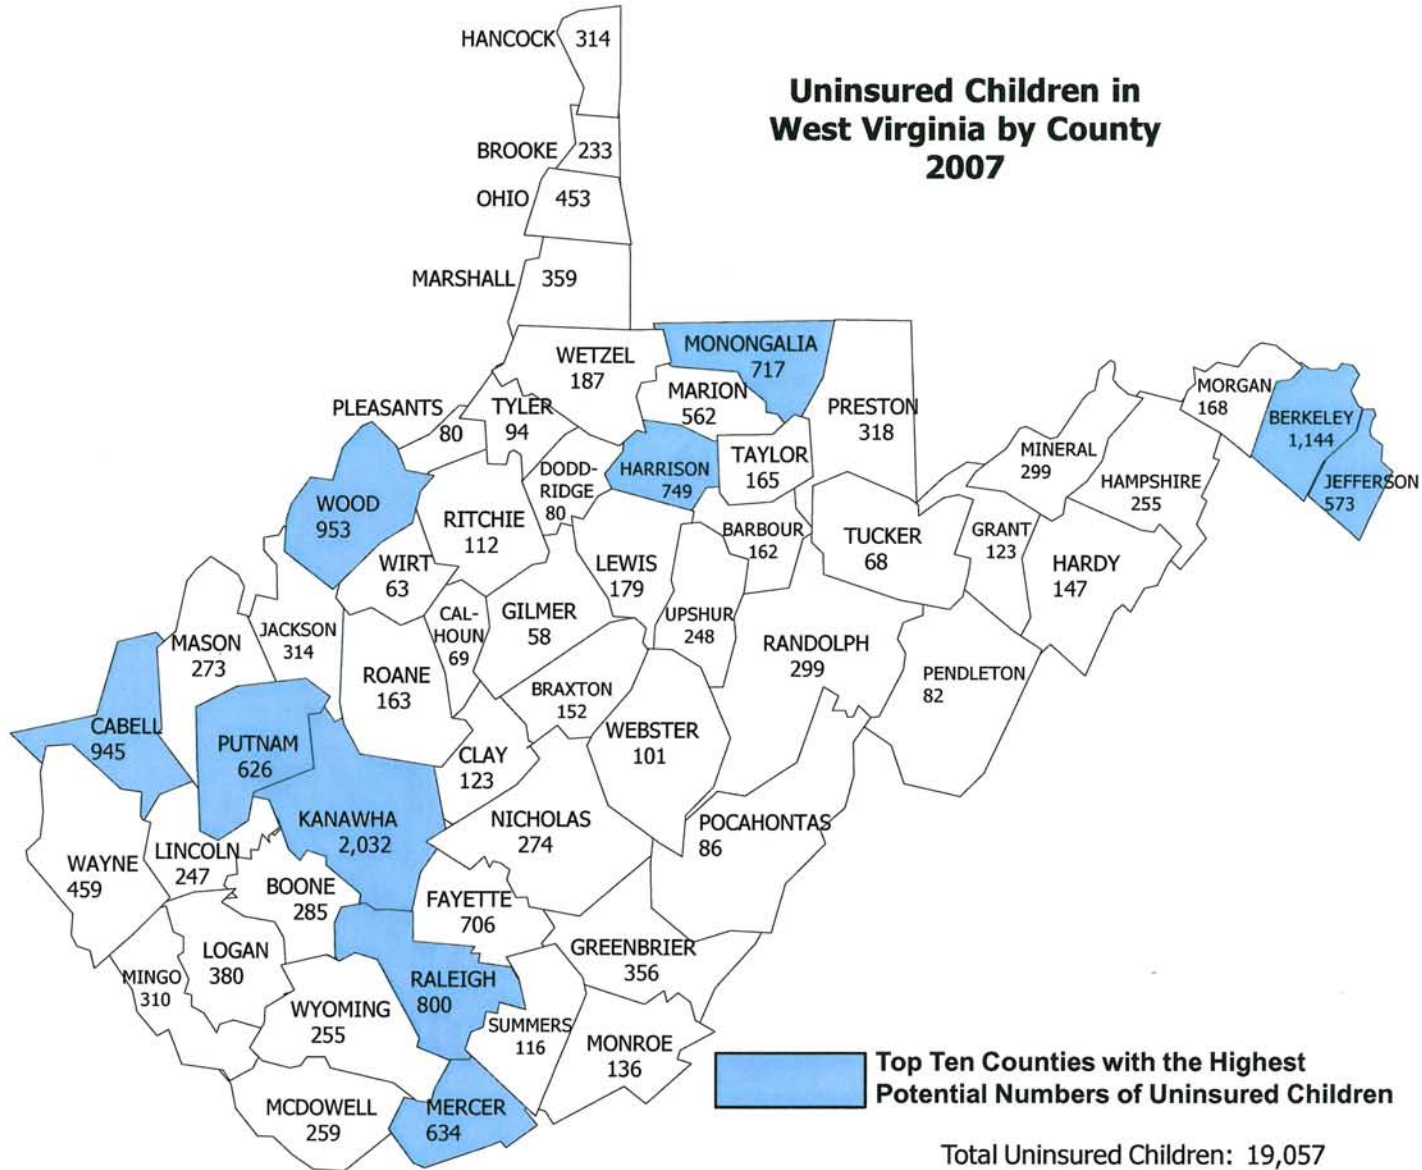 HANCOCK 314
Uninsured Children in
West Virginia by County
2007
BROOKE 233
OHIO 453
MARSHALL 359
WETZEL
187
MONONGALIA
717
MARION
562
PLEASANTS
80
TYLER
94
PRESTON
318
MORGAN
168
BERKELEY
1,144
JEFFERSON
573
MINERAL
299
HAMPSHIRE
255
TAYLOR
165
HARRISON
749
DODD-
RIDGE
80
WOOD
953
RITCHIE
112
BARBOUR
162
TUCKER
68
GRANT
123
HARDY
147
WIRT
63
LEWIS
179
CAL-
HOUN
69
GILMER
58
UPSHUR
248
JACKSON
314
MASON
273
ROANE
163
RANDOLPH
299
PENDLETON
82
BRAXTON
152
CABELL
945
PUTNAM
626
CLAY
123
WEBSTER
101
KANAWHA
2,032
NICHOLAS
274
POCAHONTAS
86
WAYNE
459
LINCOLN
247
BOONE
285
FAYETTE
706
LOGAN
380
GREENBRIER
356
MINGO
310
RALEIGH
800
WYOMING
255
SUMMERS
116
MONROE
136
MCDOWELL
259
MERCER
634
Top Ten Counties with the Highest
Potential Numbers of Uninsured Children
Total Uninsured Children: 19,057